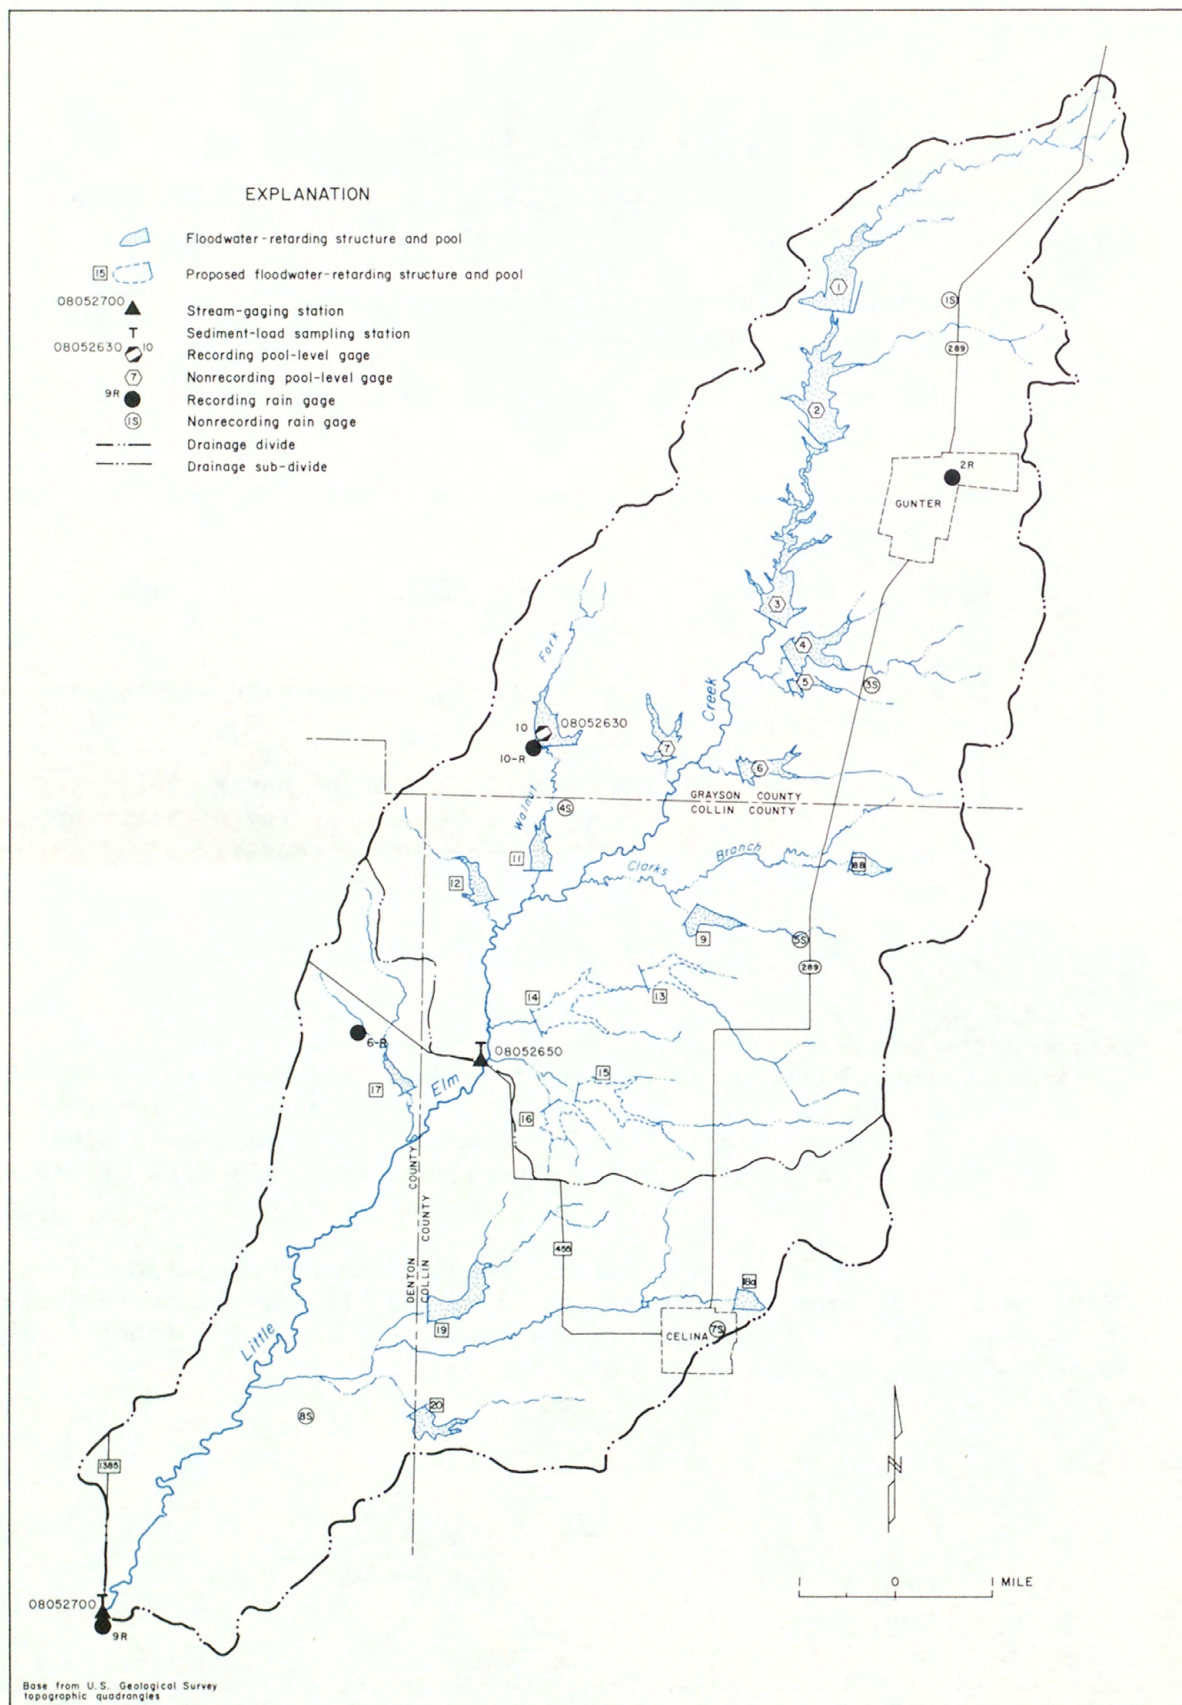 EXPLANATION
Floodwater-retarding structure and pool
15 Proposed floodwater-retarding structure and pool
08052700 Stream-gaging station
T Sediment-load sampling station
08052630 10 Recording pool-level gage
7 Nonrecording pool-level gage
9R Recording rain gage
1S Nonrecording rain gage
Drainage divide
Drainage sub-divide
1
1S
289
2
2R
GUNTER
3
Fork
4
5
3S
Creek
10 08052630
10-R
7
6
GRAYSON COUNTY
COLLIN COUNTY
Walnut
4S
11
12
Clarks Branch
8B
9
5S
289
14
13
6-R
08052650
17
Elm
15
16
DENTON COUNTY
COLLIN COUNTY
455
18a
19
CELINA
7S
Little
20
8S
1385
N
08052700
9R
1 0 1 MILE
Base from U.S. Geological Survey
topographic quadrangles